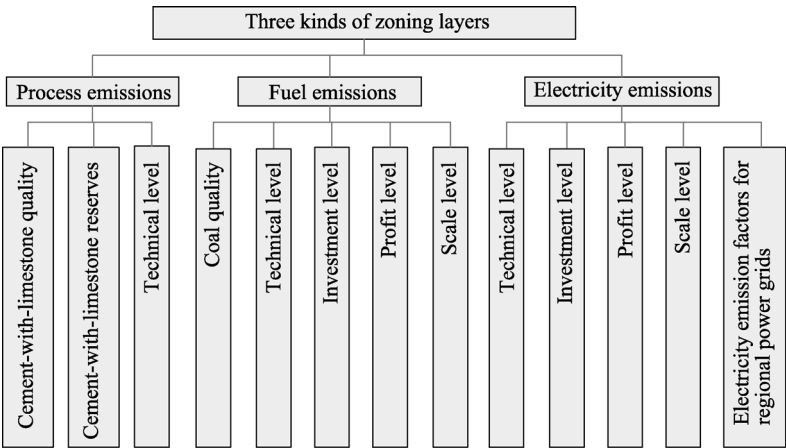 Three kinds of zoning layers
Process emissions
Fuel emissions
Electricity emissions
Cement-with-limestone quality
Cement-with-limestone reserves
Technical level
Coal quality
Technical level
Investment level
Profit level
Scale level
Technical level
Investment level
Profit level
Scale level
Electricity emission factors for
regional power grids